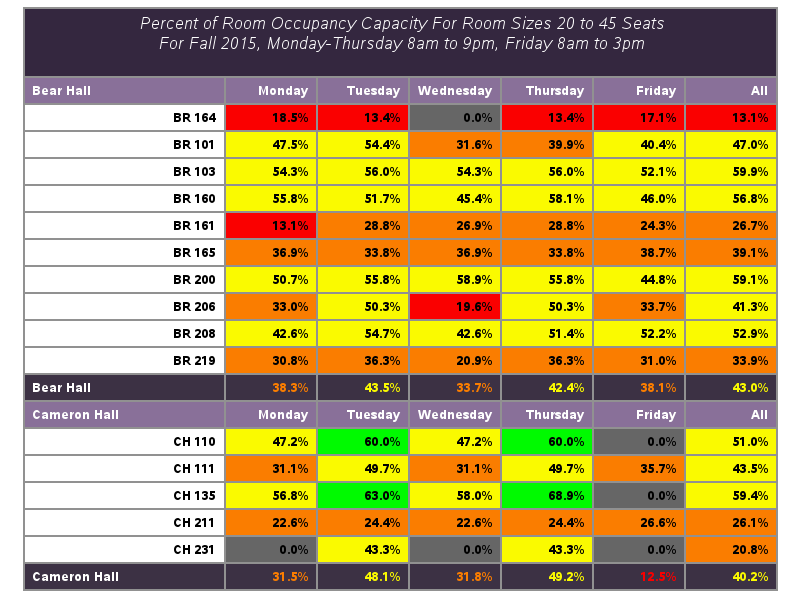 Percent of Room Occupancy Capacity For Room Sizes 20 to 45 Seats
For Fall 2015, Monday-Thursday 8am to 9pm, Friday 8am to 3pm
Bear Hall Monday Tuesday Wednesday Thursday Friday All
BR 164 18.5% 13.4% 0.0% 13.4% 17.1% 13.1%
BR 101 47.5% 54.4% 31.6% 39.9% 40.4% 47.0%
BR 103 54.3% 56.0% 54.3% 56.0% 52.1% 59.9%
BR 160 55.8% 51.7% 45.4% 58.1% 46.0% 56.8%
BR 161 13.1% 28.8% 26.9% 28.8% 24.3% 26.7%
BR 165 36.9% 33.8% 36.9% 33.8% 38.7% 39.1%
BR 200 50.7% 55.8% 58.9% 55.8% 44.8% 59.1%
BR 206 33.0% 50.3% 19.6% 50.3% 33.7% 41.3%
BR 208 42.6% 54.7% 42.6% 51.4% 52.2% 52.9%
BR 219 30.8% 36.3% 20.9% 36.3% 31.0% 33.9%
Bear Hall 38.3% 43.5% 33.7% 42.4% 38.1% 43.0%
Cameron Hall Monday Tuesday Wednesday Thursday Friday All
CH 110 47.2% 60.0% 47.2% 60.0% 0.0% 51.0%
CH 111 31.1% 49.7% 31.1% 49.7% 35.7% 43.5%
CH 135 56.8% 63.0% 58.0% 68.9% 0.0% 59.4%
CH 211 22.6% 24.4% 22.6% 24.4% 26.6% 26.1%
CH 231 0.0% 43.3% 0.0% 43.3% 0.0% 20.8%
Cameron Hall 31.5% 48.1% 31.8% 49.2% 12.5% 40.2%